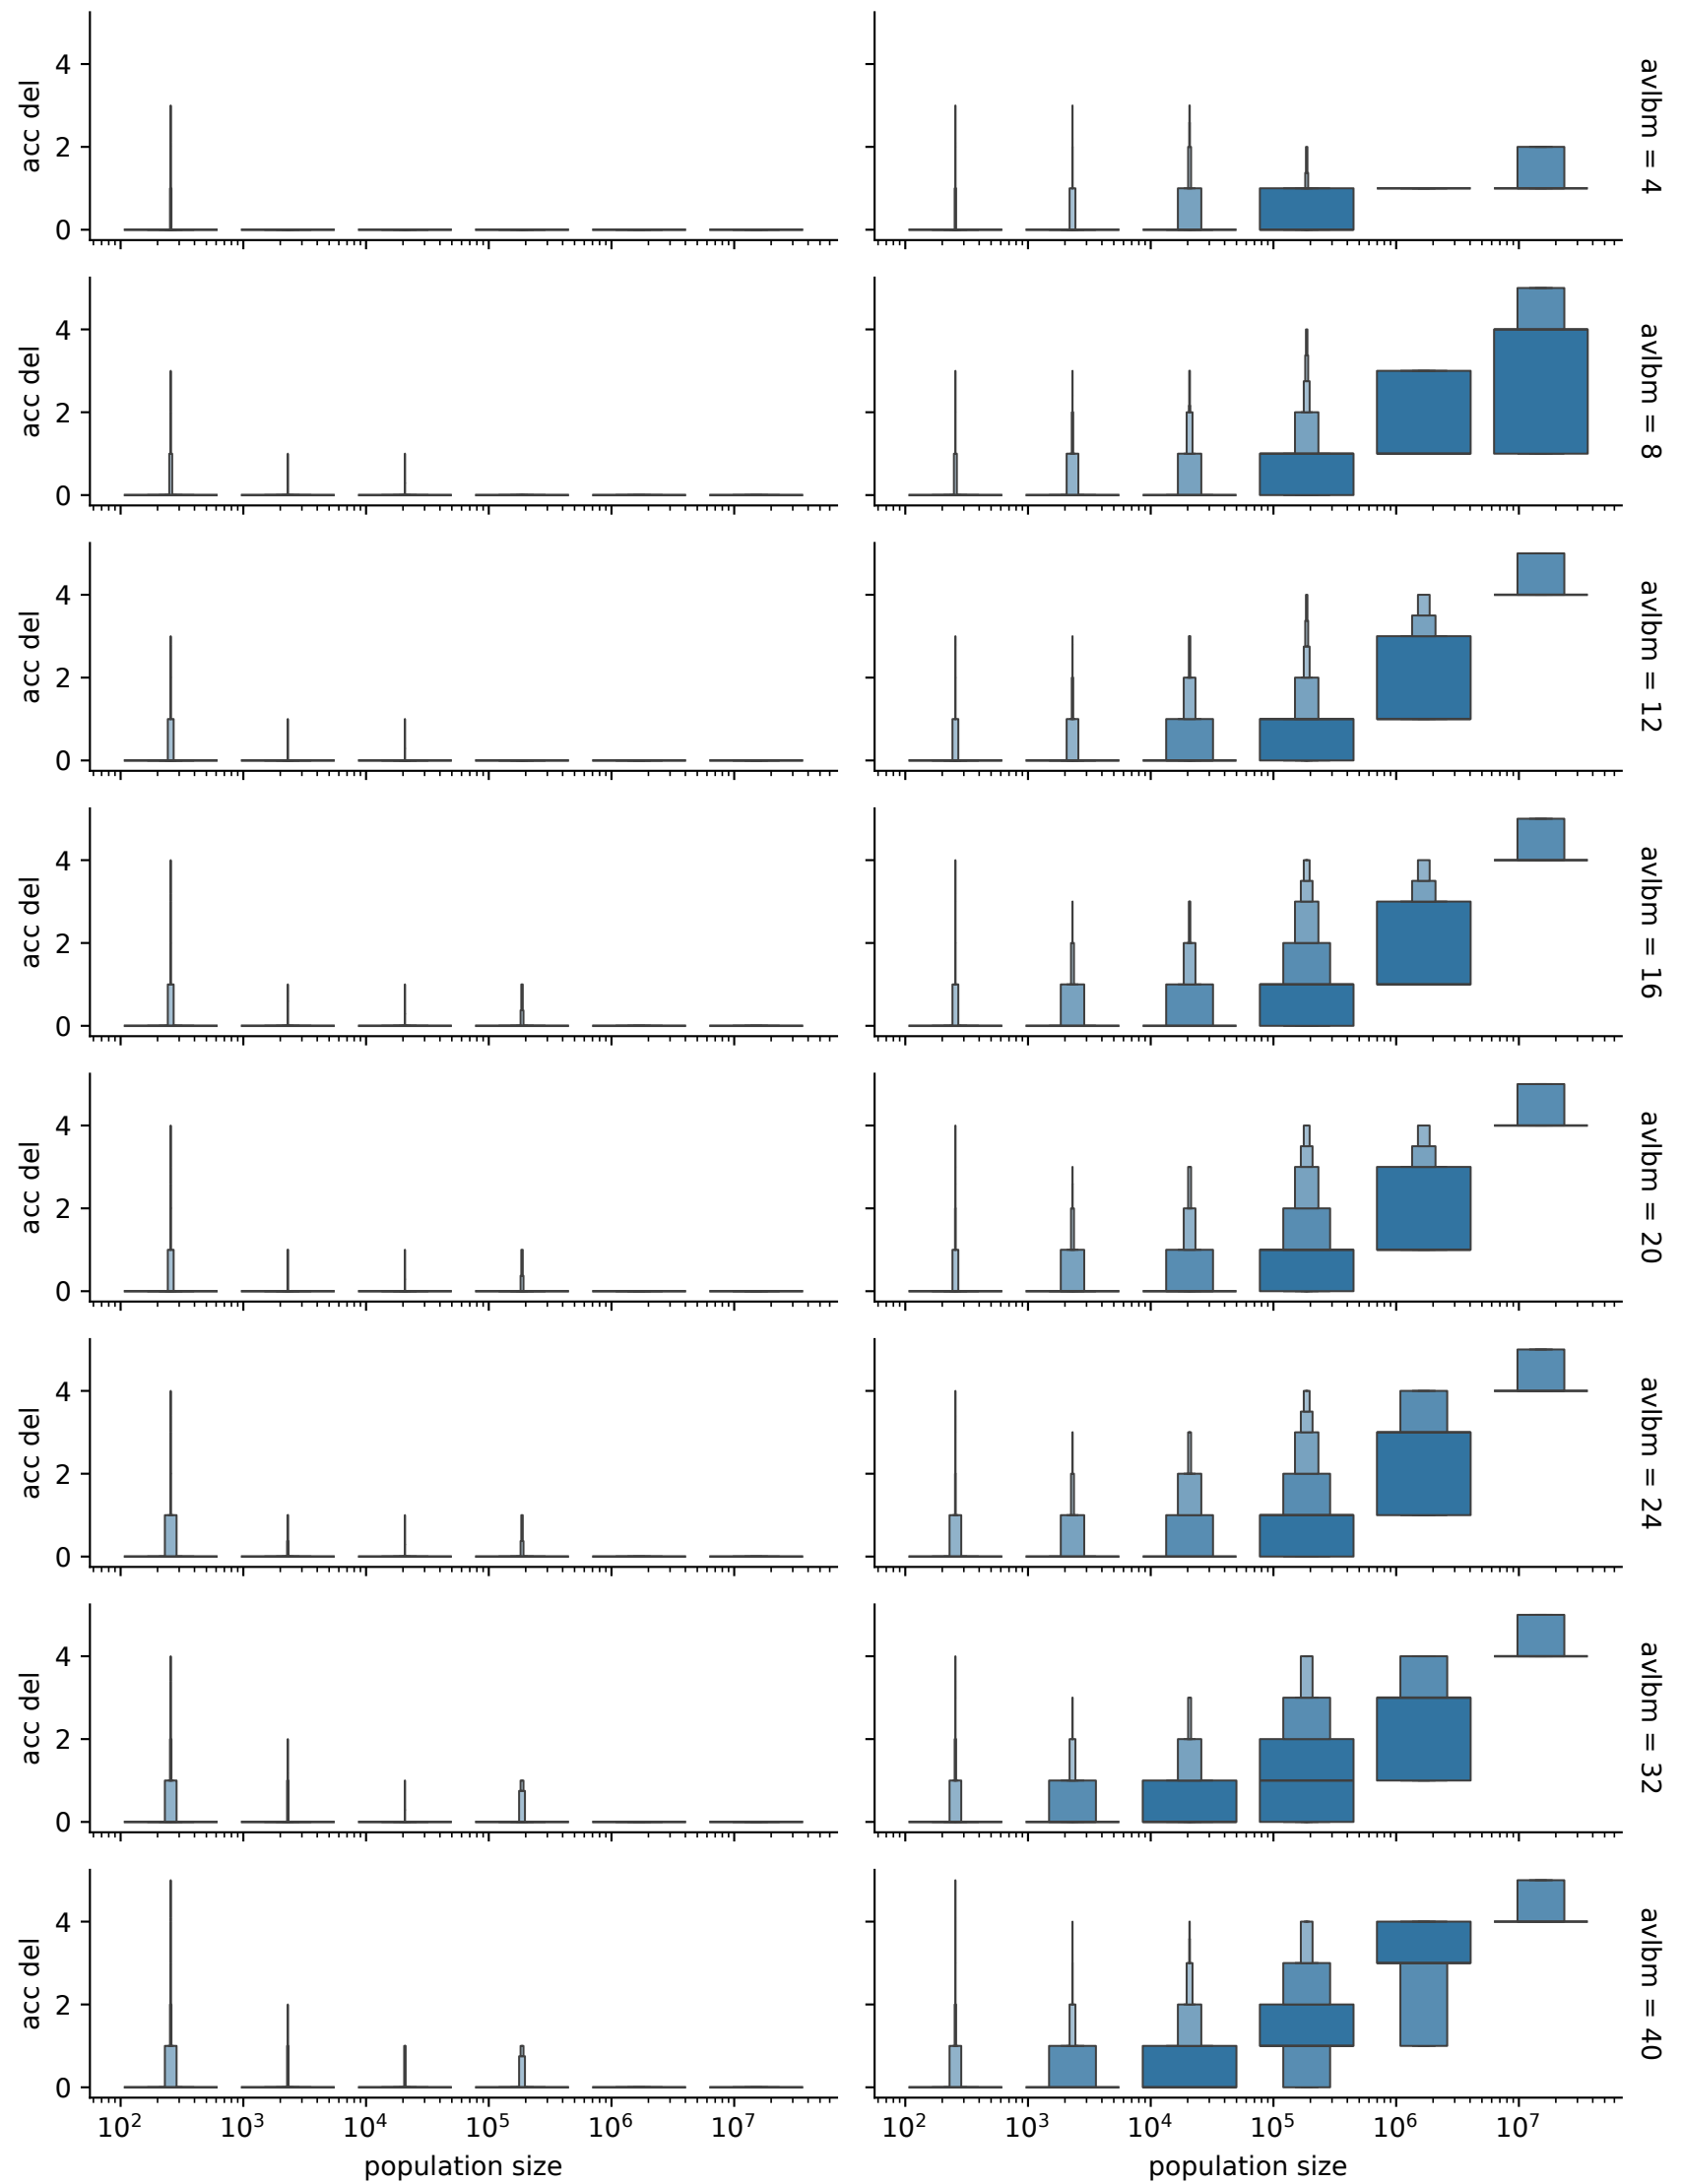 acc del
4
2
0
avlbm = 4
acc del
4
2
0
avlbm = 8
acc del
4
2
0
avlbm = 12
acc del
4
2
0
avlbm = 16
acc del
4
2
0
avlbm = 20
acc del
4
2
0
avlbm = 24
acc del
4
2
0
avlbm = 32
acc del
4
2
0
avlbm = 40
10² 10³ 10⁴ 10⁵ 10⁶ 10⁷ 10² 10³ 10⁴ 10⁵ 10⁶ 10⁷
population size population size